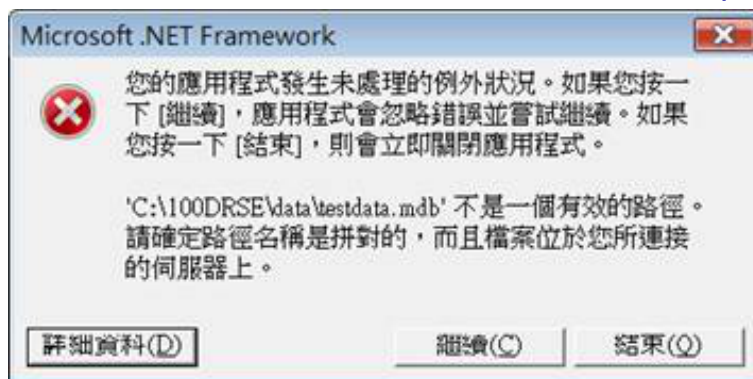 Microsoft .NET Framework
您的應用程式發生未處理的例外狀況。如果您按一
下 [繼續]，應用程式會忽略錯誤並嘗試繼續。如果
您按一下 [結束]，則會立即關閉應用程式。
'C:\100DRSE\data\testdata.mdb' 不是一個有效的路徑。
請確定路徑名稱是拼對的，而且檔案位於您所連接
的伺服器上。
詳細資料(D)
繼續(C)
結束(Q)